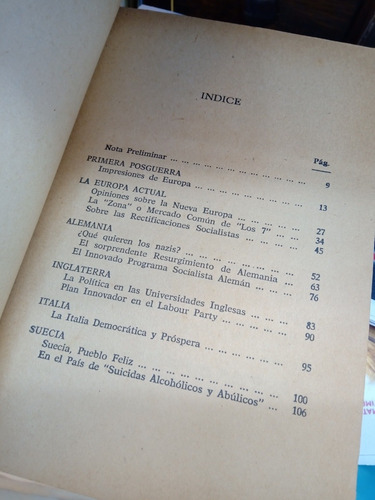 INDICE
Pág.
Nota Preliminar ... ... ... ... ... ... ... ... ... ... 9
PRIMERA POSGUERRA
Impresiones de Europa ... ... ... ... ... ... ... ... 13
LA EUROPA ACTUAL
Opiniones sobre la Nueva Europa ... ... ... ... ... 27
La "Zona" o Mercado Común de "Los 7" ... ... ... 34
Sobre las Rectificaciones Socialistas ... ... ... ... 45
ALEMANIA
¿Qué quieren los nazis? ... ... ... ... ... ... ... 52
El sorprendente Resurgimiento de Alemania ... ... 63
El Innovado Programa Socialista Alemán ... ... ... 76
INGLATERRA
La Política en las Universidades Inglesas ... ... ... 83
Plan Innovador en el Labour Party ... ... ... ... 90
ITALIA
La Italia Democrática y Próspera ... ... ... ... ... 95
SUECIA
Suecia, Pueblo Feliz ... ... ... ... ... ... ... ... 100
En el País de "Suicidas Alcohólicos y Abúlicos" ... 106